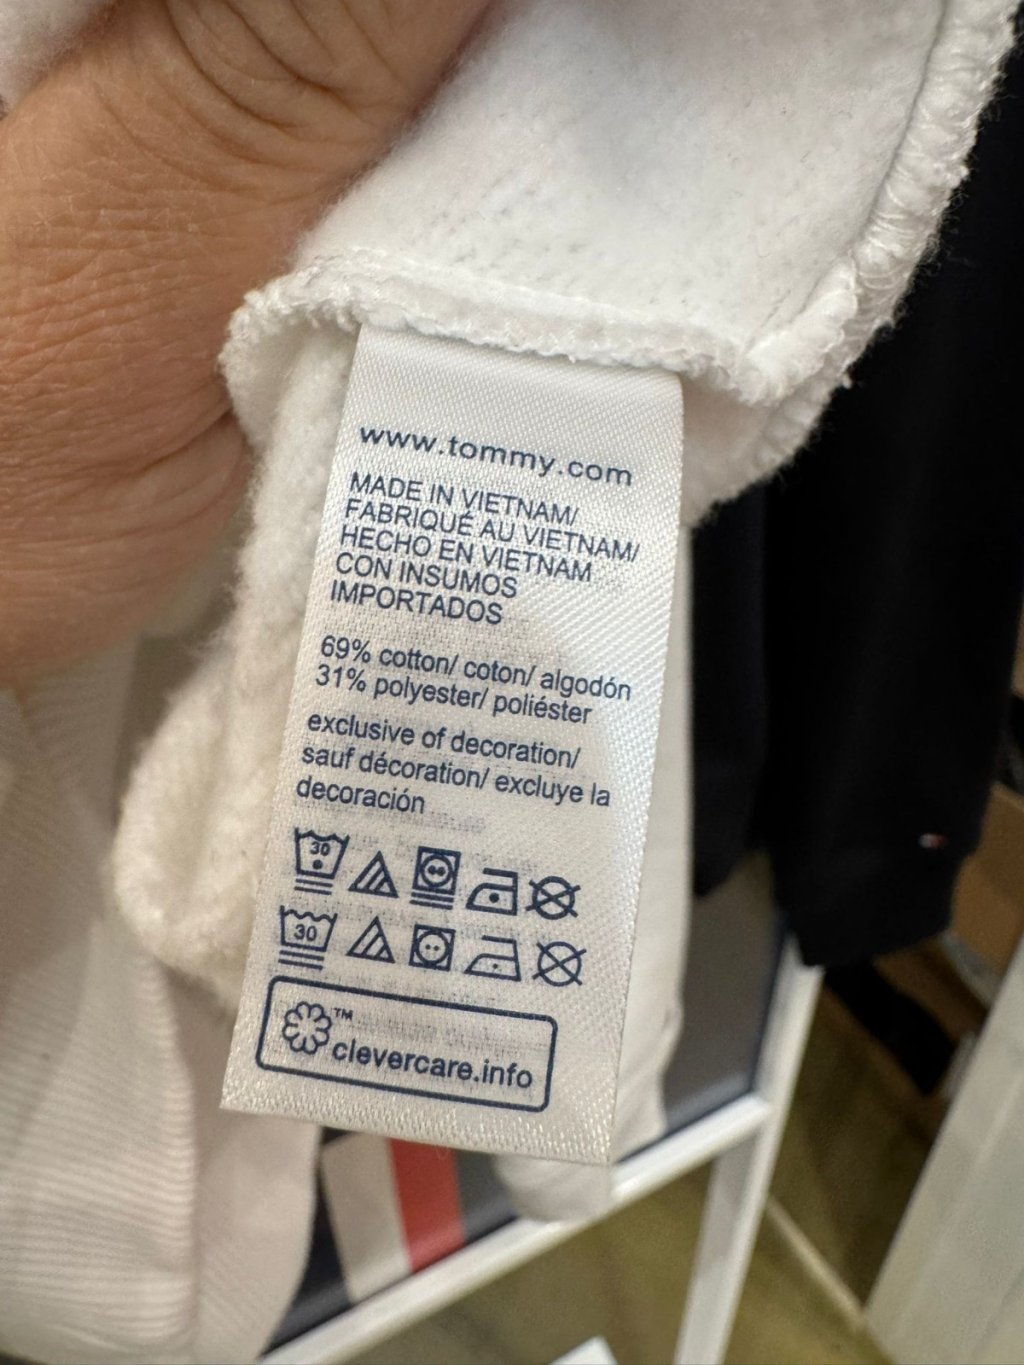 www.tommy.com
MADE IN VIETNAM/
FABRIQUÉ AU VIETNAM/
HECHO EN VIETNAM
CON INSUMOS
IMPORTADOS
69% cotton/ coton/ algodón
31% polyester/ poliéster
exclusive of decoration/
sauf décoration/ excluye la
decoración
30
30
™
clevercare.info